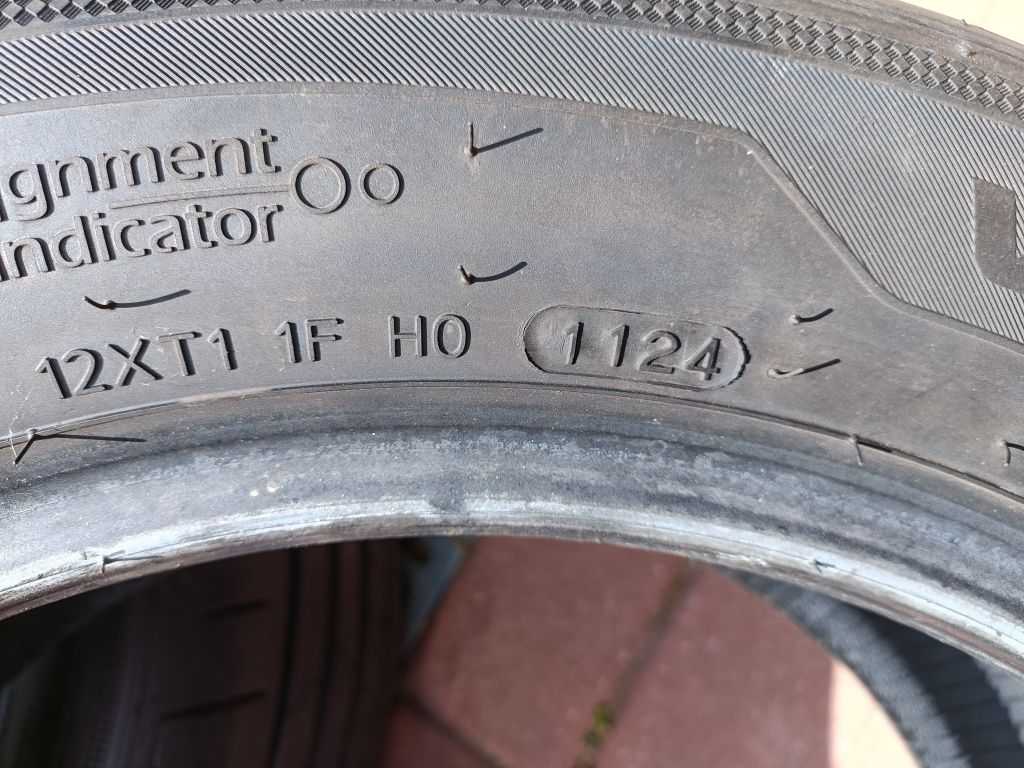 ignment
indicator
12XT1 1F H0 1124